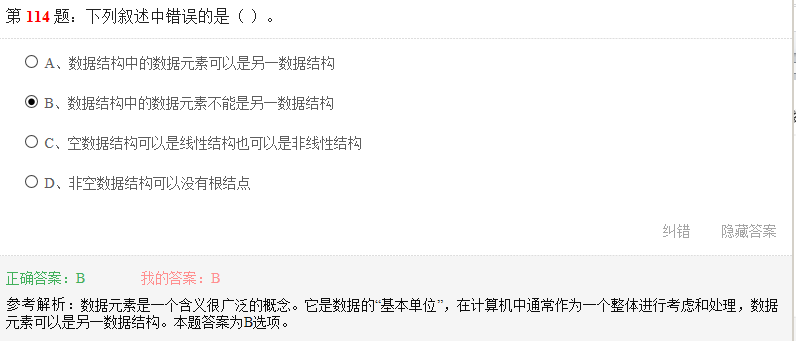 第 114 题：下列叙述中错误的是（ ）。
A、数据结构中的数据元素可以是另一数据结构
B、数据结构中的数据元素不能是另一数据结构
C、空数据结构可以是线性结构也可以是非线性结构
D、非空数据结构可以没有根结点
纠错 隐藏答案
正确答案：B 我的答案：B
参考解析：数据元素是一个含义很广泛的概念。它是数据的“基本单位”，在计算机中通常作为一个整体进行考虑和处理，数据
元素可以是另一数据结构。本题答案为B选项。